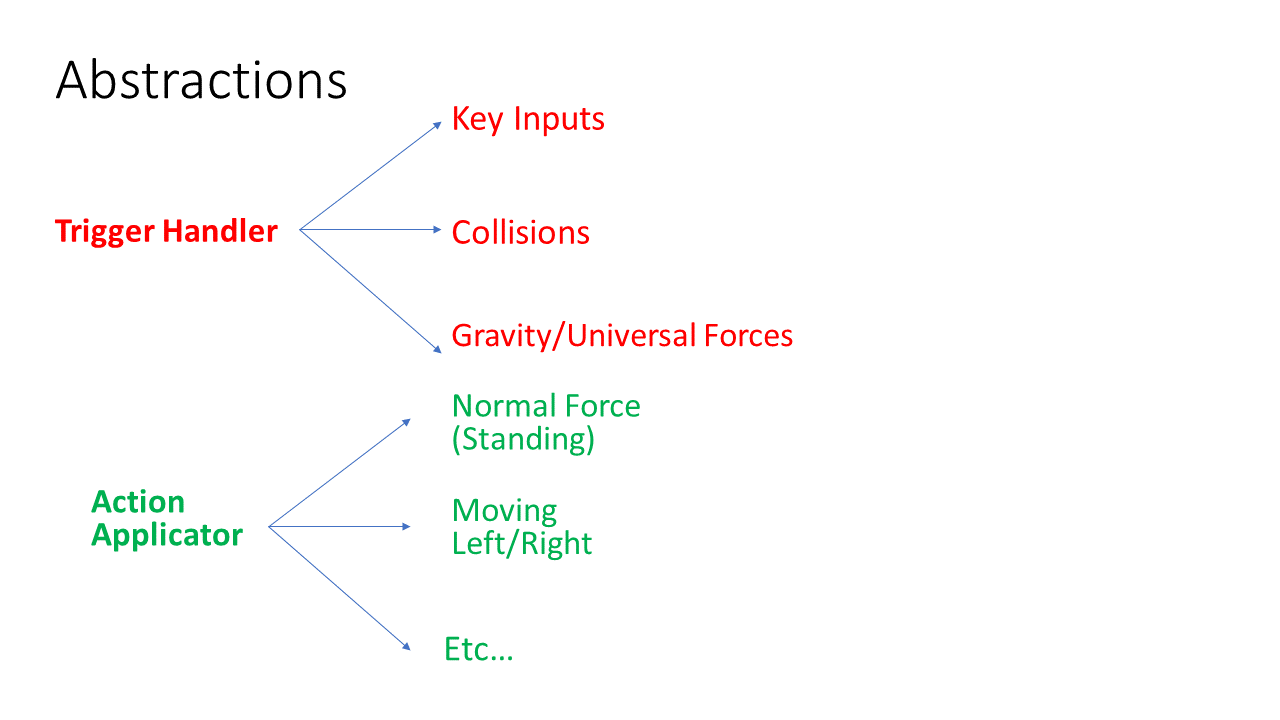 Abstractions
Key Inputs
Trigger Handler
Collisions
Gravity/Universal Forces
Normal Force
(Standing)
Action
Applicator
Moving
Left/Right
Etc...